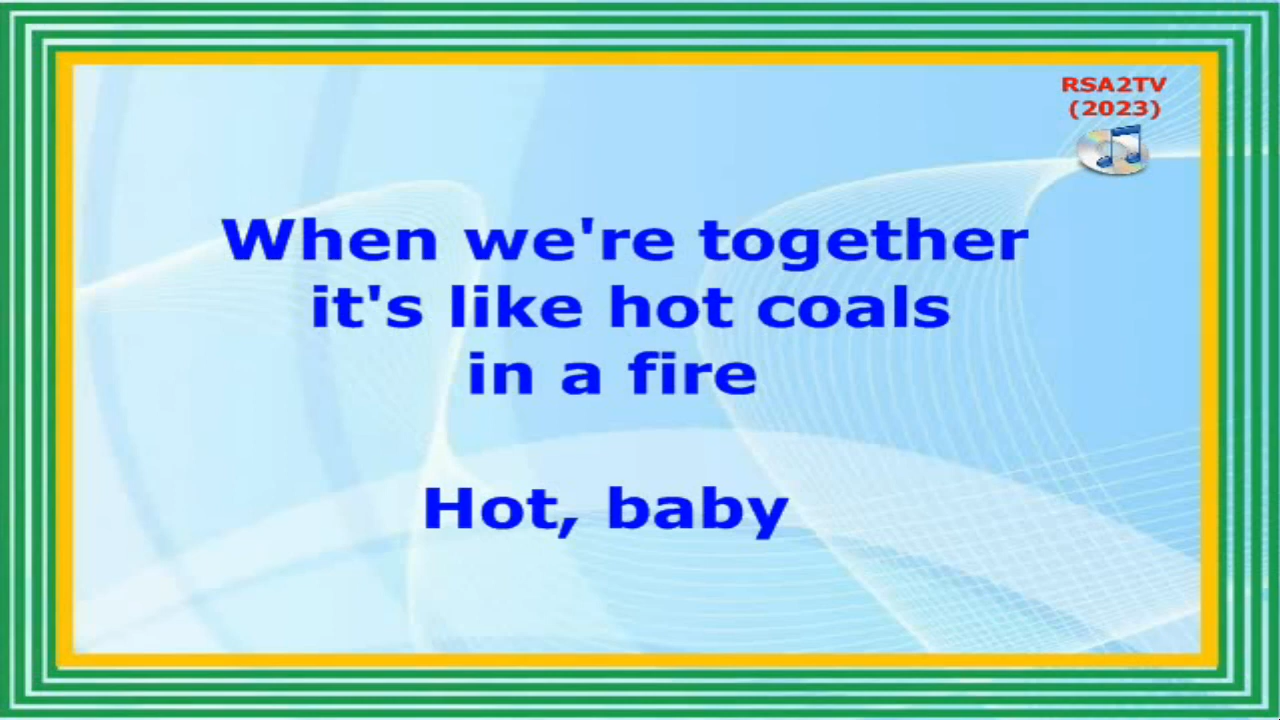 RSA2TV
(2023)
When we're together
it's like hot coals
in a fire
Hot, baby